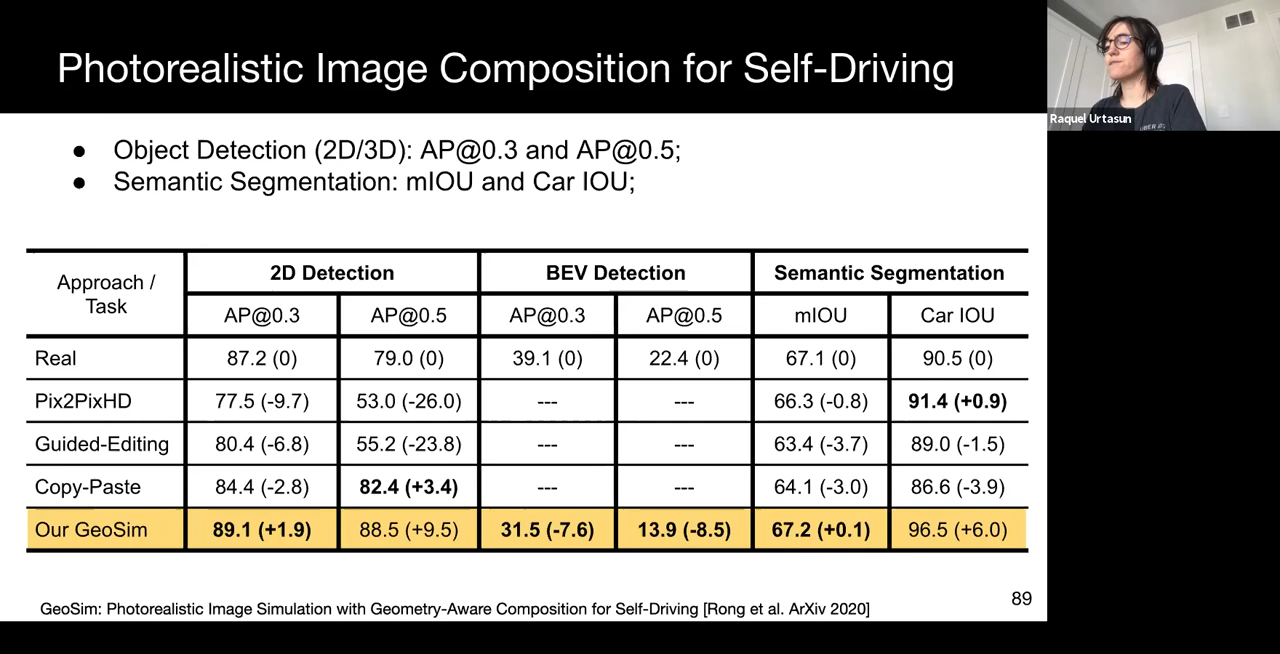 Photorealistic Image Composition for Self-Driving
Raquel Urtasun
● Object Detection (2D/3D): AP@0.3 and AP@0.5;
● Semantic Segmentation: mIOU and Car IOU;
Approach / Task 2D Detection BEV Detection Semantic Segmentation
AP@0.3 AP@0.5 AP@0.3 AP@0.5 mIOU Car IOU
Real 87.2 (0) 79.0 (0) 39.1 (0) 22.4 (0) 67.1 (0) 90.5 (0)
Pix2PixHD 77.5 (-9.7) 53.0 (-26.0) --- --- 66.3 (-0.8) 91.4 (+0.9)
Guided-Editing 80.4 (-6.8) 55.2 (-23.8) --- --- 63.4 (-3.7) 89.0 (-1.5)
Copy-Paste 84.4 (-2.8) 82.4 (+3.4) --- --- 64.1 (-3.0) 86.6 (-3.9)
Our GeoSim 89.1 (+1.9) 88.5 (+9.5) 31.5 (-7.6) 13.9 (-8.5) 67.2 (+0.1) 96.5 (+6.0)
GeoSim: Photorealistic Image Simulation with Geometry-Aware Composition for Self-Driving [Rong et al. ArXiv 2020]
89